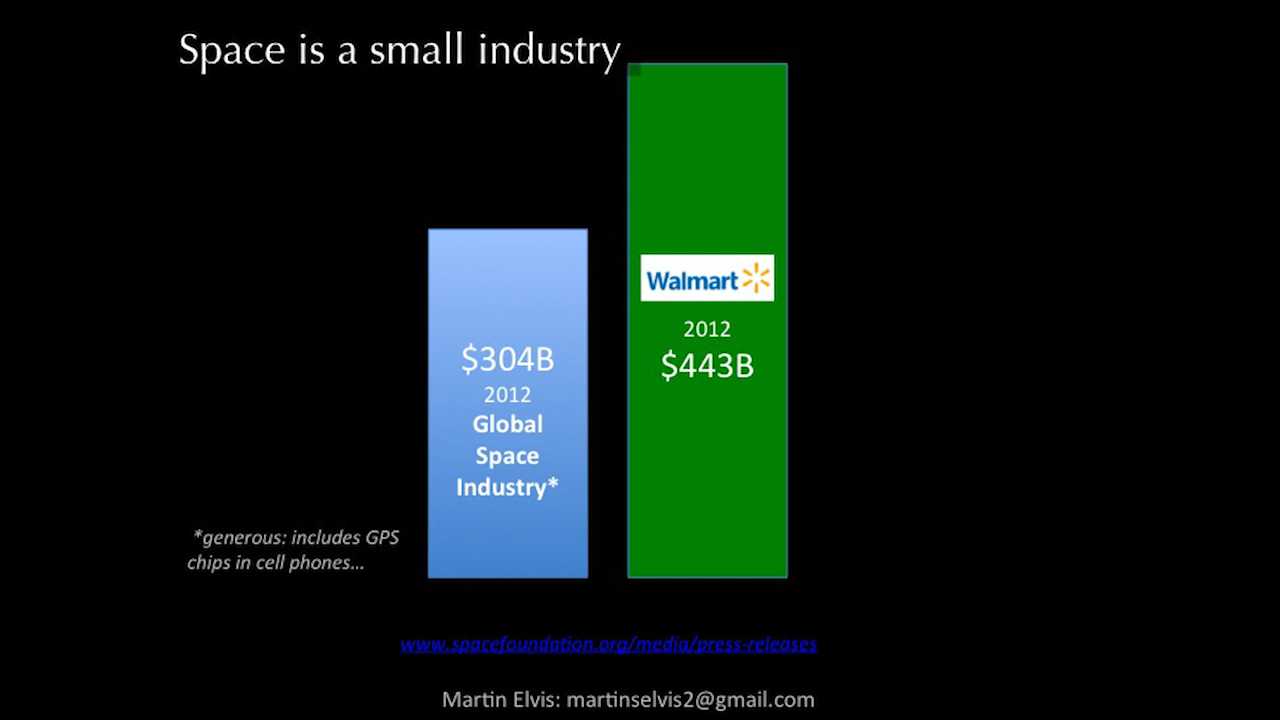 Space is a small industry
Walmart
2012
$443B
$304B
2012
Global
Space
Industry*
*generous: includes GPS
chips in cell phones...
www.spacefoundation.org/media/press-releases
Martin Elvis: martinselvis2@gmail.com